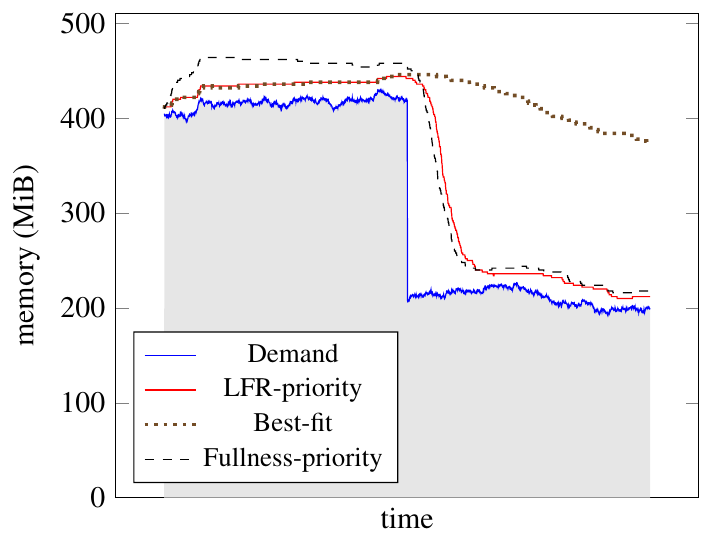 500
400
300
200
100
0
memory (MiB)
Demand
LFR-priority
Best-fit
Fullness-priority
time